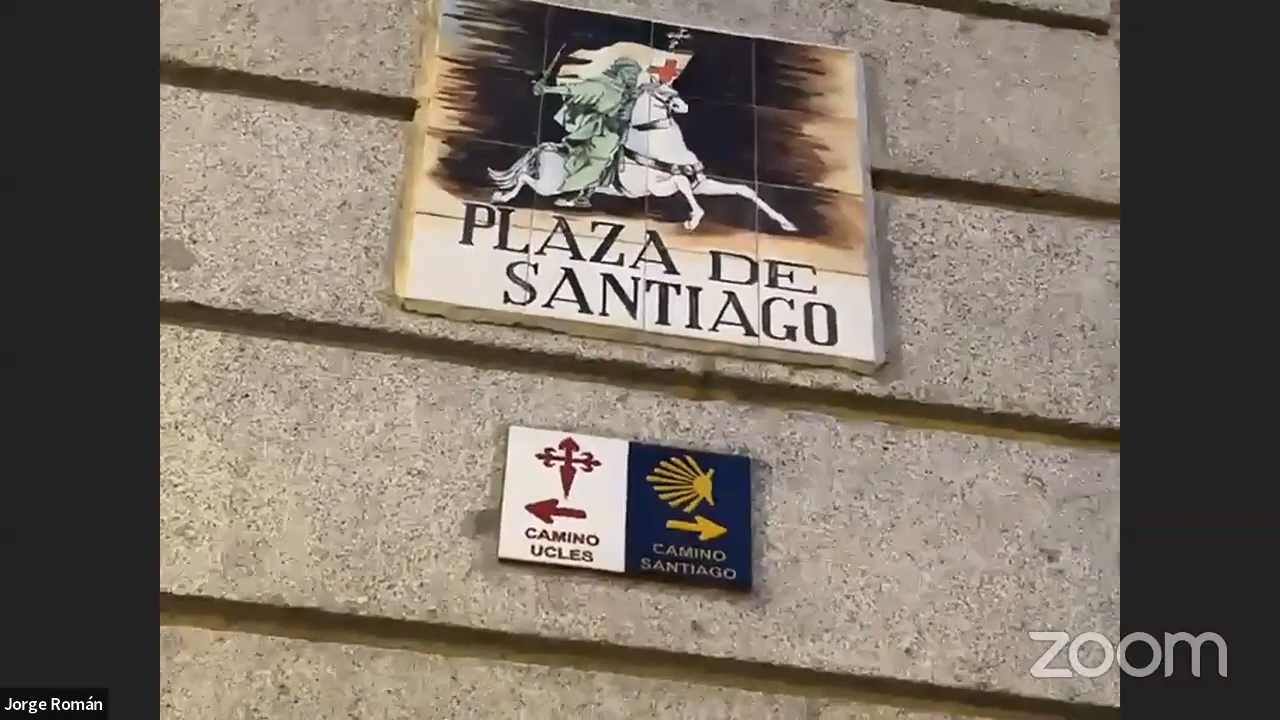 PLAZA DE
SANTIAGO
CAMINO
UCLES
CAMINO
SANTIAGO
zoom
Jorge Román